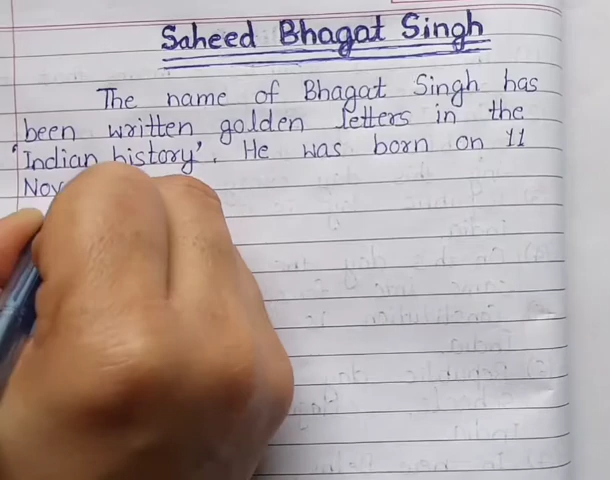 Saheed Bhagat Singh
The name of Bhagat Singh has
been written golden letters in the
'Indian history'. He was born on 11
Nov